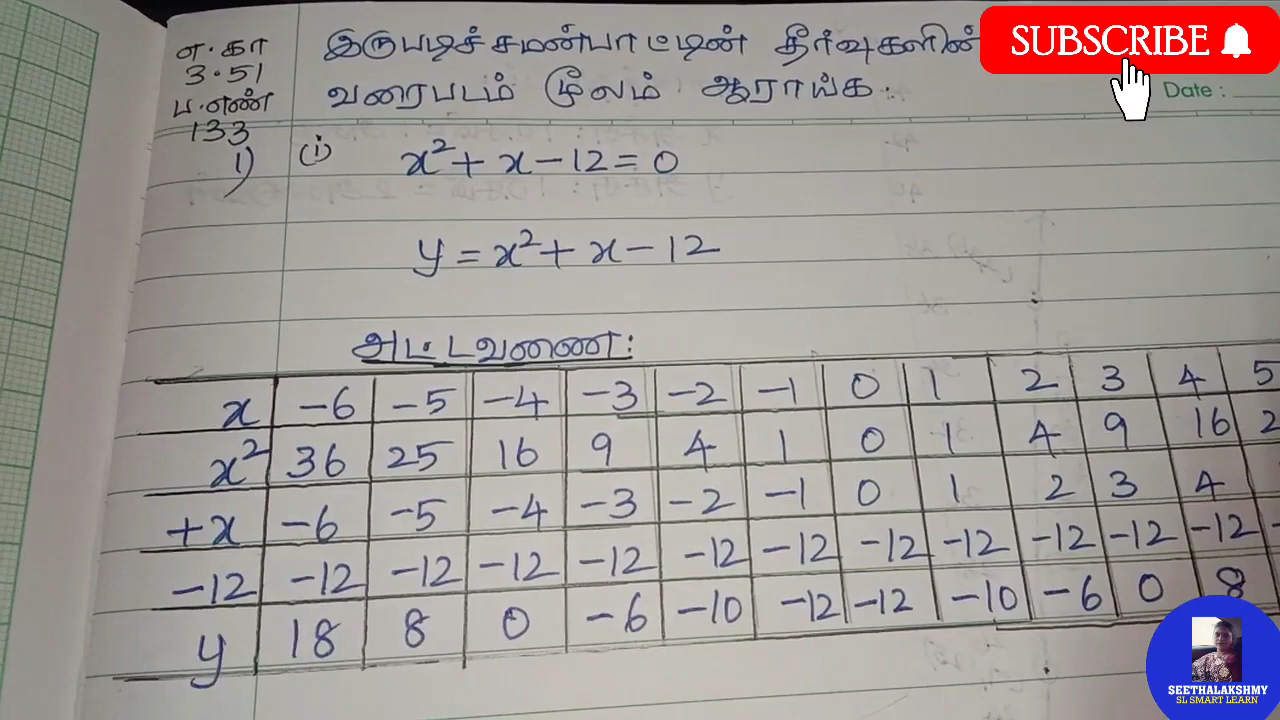 எ.கா
3.51
ப.எண்
133
இருபடிச் சமன்பாட்டின் தீர்வுகளின்
வரைபடம் மூலம் ஆராய்க.
SUBSCRIBE
Date :
1) (i) x² + x - 12 = 0
y = x² + x - 12
அட்டவணை:
x -6 -5 -4 -3 -2 -1 0 1 2 3 4 5
x² 36 25 16 9 4 1 0 1 4 9 16 2
+x -6 -5 -4 -3 -2 -1 0 1 2 3 4
-12 -12 -12 -12 -12 -12 -12 -12 -12 -12 -12 -12 -
y 18 8 0 -6 -10 -12 -12 -10 -6 0 8
SEETHALAKSHMY
SL SMART LEARN